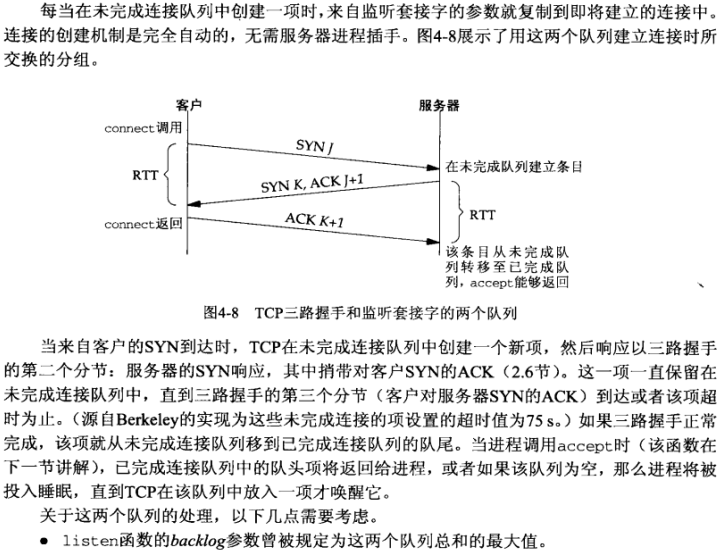 每当在未完成连接队列中创建一项时，来自监听套接字的参数就复制到即将建立的连接中。
连接的创建机制是完全自动的，无需服务器进程插手。图4-8展示了用这两个队列建立连接时所
交换的分组。
客户
服务器
connect调用
SYN J
在未完成队列建立条目
RTT
SYN K, ACK J+1
RTT
connect返回
ACK K+1
该条目从未完成队
列转移至已完成队
列，accept能够返回
图4-8 TCP三路握手和监听套接字的两个队列
当来自客户的SYN到达时，TCP在未完成连接队列中创建一个新项，然后响应以三路握手
的第二个分节：服务器的SYN响应，其中捎带对客户SYN的ACK（2.6节）。这一项一直保留在
未完成连接队列中，直到三路握手的第三个分节（客户对服务器SYN的ACK）到达或者该项超
时为止。（源自Berkeley的实现为这些未完成连接的项设置的超时值为75 s。）如果三路握手正常
完成，该项就从未完成连接队列移到已完成连接队列的队尾。当进程调用accept时（该函数在
下一节讲解），已完成连接队列中的队头项将返回给进程，或者如果该队列为空，那么进程将被
投入睡眠，直到TCP在该队列中放入一项才唤醒它。
关于这两个队列的处理，以下几点需要考虑。
● listen函数的backlog参数曾被规定为这两个队列总和的最大值。